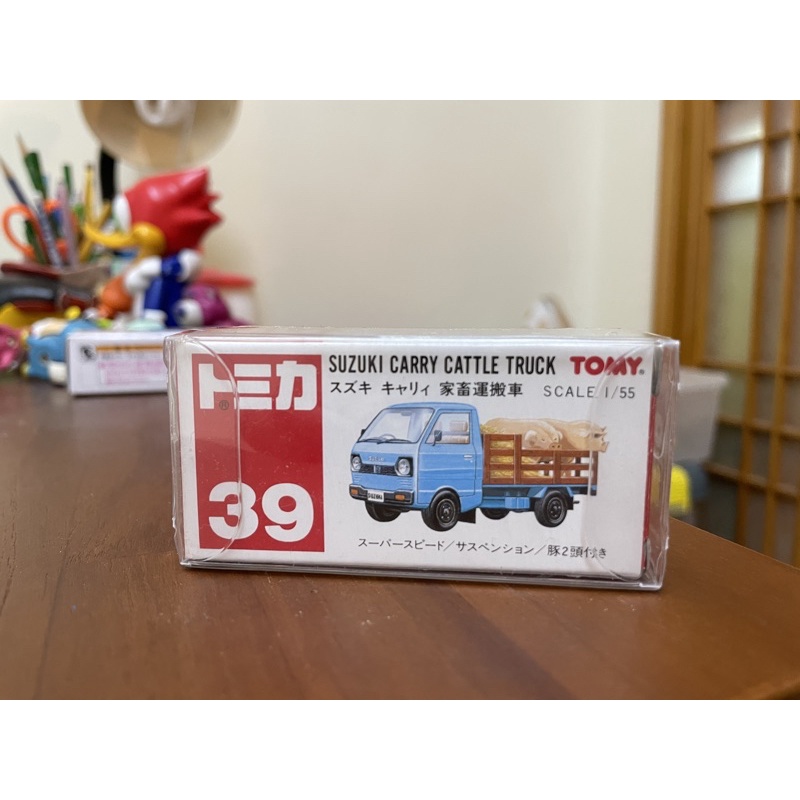 トミカ®
39
SUZUKI CARRY CATTLE TRUCK TOMY®
スズキ キャリィ 家畜運搬車 SCALE 1/55
スーパースピード/サスペンション/豚2頭付き